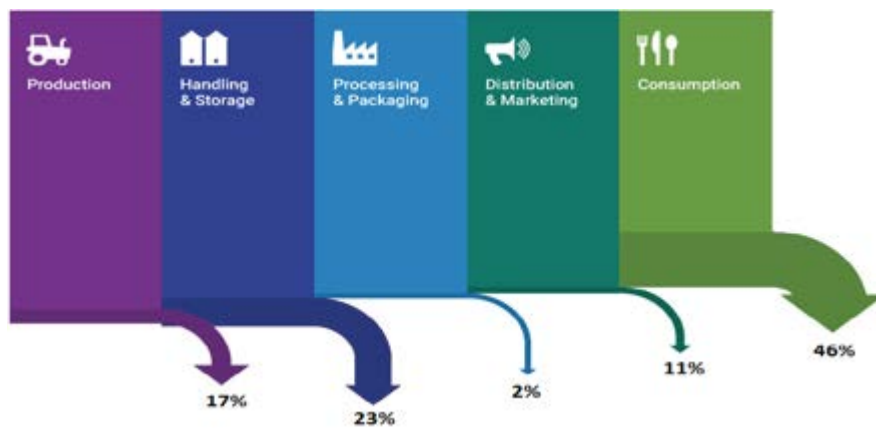 Production
Handling
& Storage
Processing
& Packaging
Distribution
& Marketing
Consumption
17%
23%
2%
11%
46%